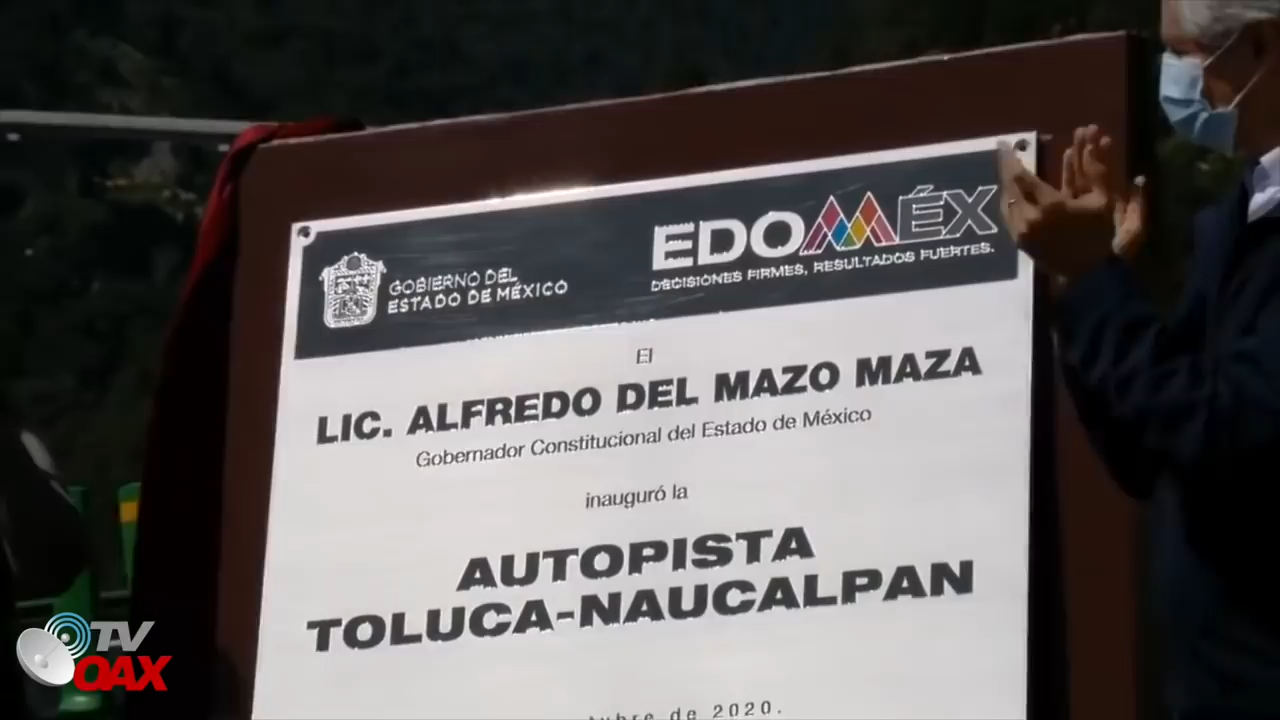 GOBIERNO DEL
ESTADO DE MÉXICO
EDOMÉX
DECISIONES FIRMES, RESULTADOS FUERTES.
El
LIC. ALFREDO DEL MAZO MAZA
Gobernador Constitucional del Estado de México
inauguró la
AUTOPISTA
TOLUCA-NAUCALPAN
de 2020.
TV
OAX